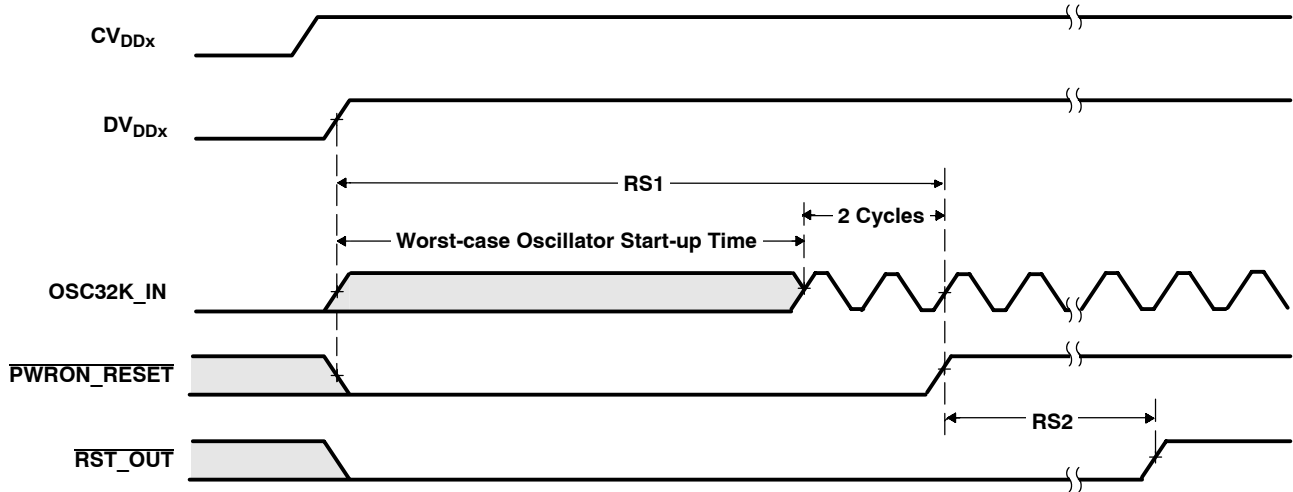 CVDDx
DVDDx
RS1
2 Cycles
Worst-case Oscillator Start-up Time
OSC32K_IN
PWRON_RESET
RS2
RST_OUT